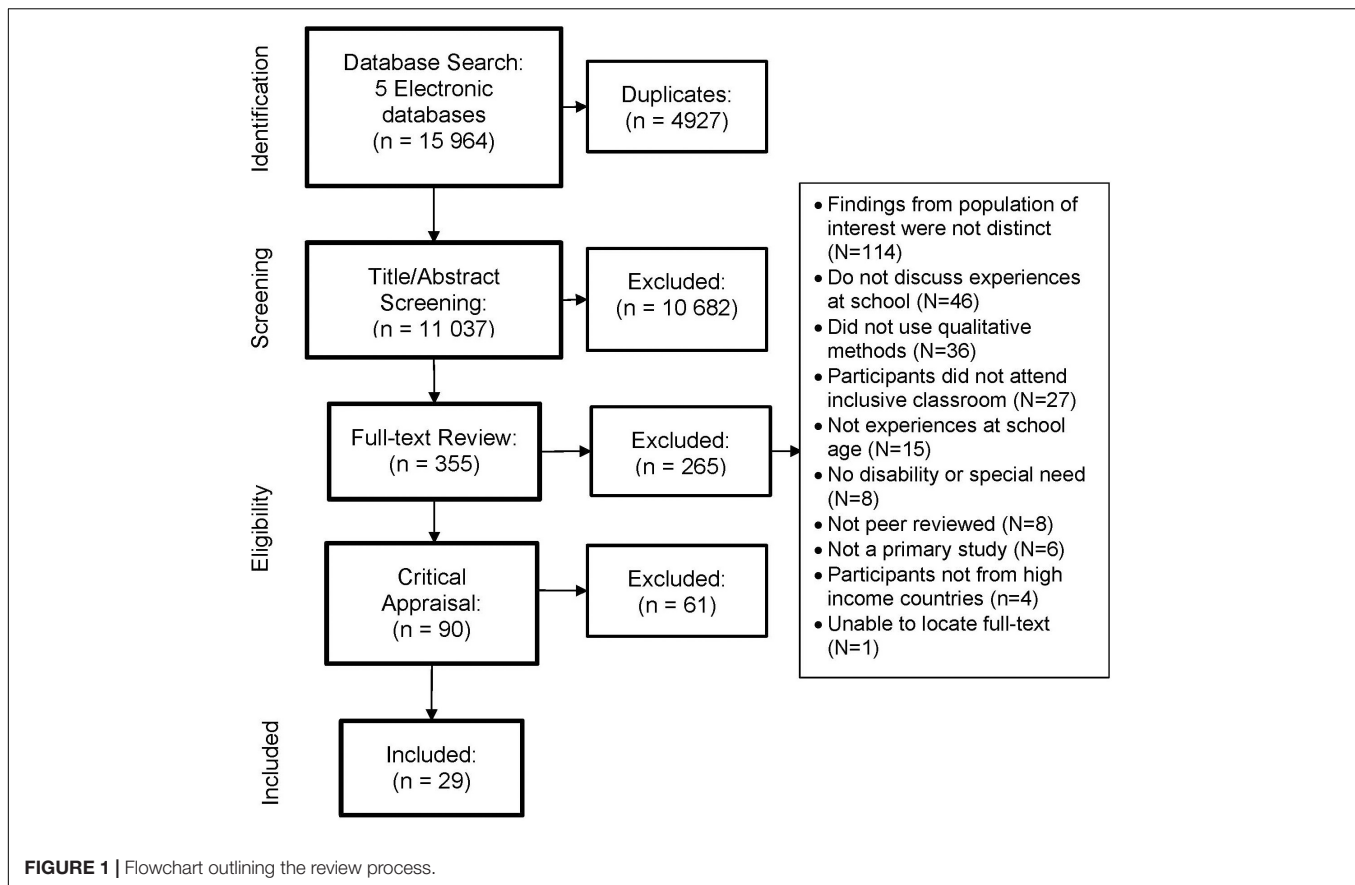 Identification
Database Search:
5 Electronic
databases
(n = 15 964)
Duplicates:
(n = 4927)
Screening
Title/Abstract
Screening:
(n = 11 037)
Excluded:
(n = 10 682)
Eligibility
Full-text Review:
(n = 355)
Excluded:
(n = 265)
• Findings from population of
interest were not distinct
(N=114)
• Do not discuss experiences
at school (N=46)
• Did not use qualitative
methods (N=36)
• Participants did not attend
inclusive classroom (N=27)
• Not experiences at school
age (N=15)
• No disability or special need
(N=8)
• Not peer reviewed (N=8)
• Not a primary study (N=6)
• Participants not from high
income countries (n=4)
• Unable to locate full-text
(N=1)
Critical
Appraisal:
(n = 90)
Excluded:
(n = 61)
Included
Included:
(n = 29)
FIGURE 1 | Flowchart outlining the review process.